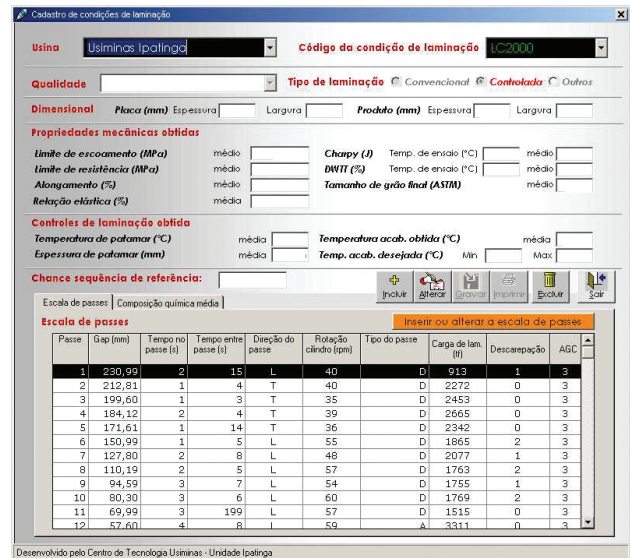 Cadastro de condições de laminação
Usina Usiminas Ipatinga Código da condição de laminação LC2000
Qualidade Tipo de laminação Convencional Controlada Outros
Dimensional Placa (mm) Espessura Largura Produto (mm) Espessura Largura
Propriedades mecânicas obtidas
Limite de escoamento (MPa) médio Charpy (J) Temp. de ensaio (°C) médio
Limite de resistência (MPa) médio DWTT (%) Temp. de ensaio (°C) médio
Alongamento (%) médio Tamanho de grão final (ASTM) médio
Relação elástica (%) média
Controles de laminação obtida
Temperatura de patamar (°C) média Temperatura acab. obtida (°C) média
Espessura de patamar (mm) média Temp. acab. desejada (°C) Min Max
Chance sequência de referência:
Incluir Alterar Gravar Imprimir Excluir Sair
Escala de passes Composição química média
Escala de passes Inserir ou alterar a escala de passes
Passe Gap (mm) Tempo no passe (s) Tempo entre passe (s) Direção do passe Rotação cilindro (rpm) Tipo do passe Carga de lam. (tf) Descarepação AGC
1 230,99 2 15 L 40 D 913 1 3
2 212,81 1 4 T 40 D 2272 0 3
3 199,60 1 3 T 35 D 2453 0 3
4 184,12 2 4 T 39 D 2665 0 3
5 171,61 1 14 T 36 D 2342 0 3
6 150,99 1 5 L 55 D 1865 2 3
7 127,80 2 8 L 48 D 2077 1 3
8 110,19 2 5 L 57 D 1763 2 3
9 94,59 3 7 L 54 D 1755 1 3
10 80,30 3 6 L 60 D 1769 2 3
11 69,99 3 199 L 57 D 1515 0 3
12 57,60 4 8 L 59 A 3311 0 3
Desenvolvido pelo Centro de Tecnologia Usiminas - Unidade Ipatinga